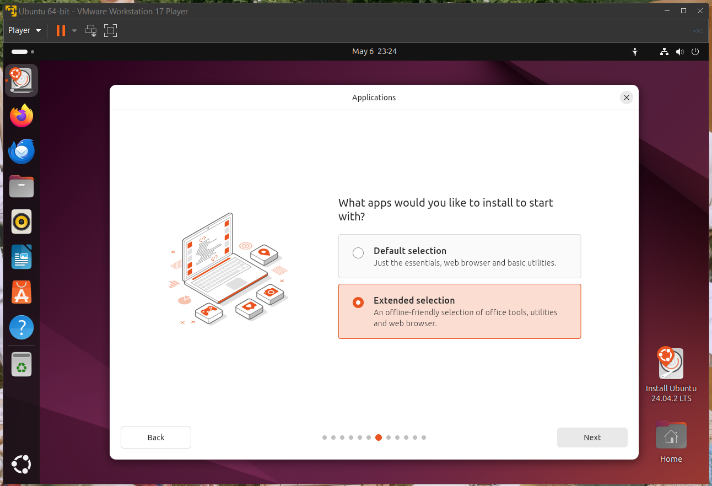 Ubuntu 64-bit - VMware Workstation 17 Player
Player
May 6 23:24
Applications
What apps would you like to install to start
with?
Default selection
Just the essentials, web browser and basic utilities.
Extended selection
An offline-friendly selection of office tools, utilities
and web browser.
Back
Next
Install Ubuntu
24.04.2 LTS
Home